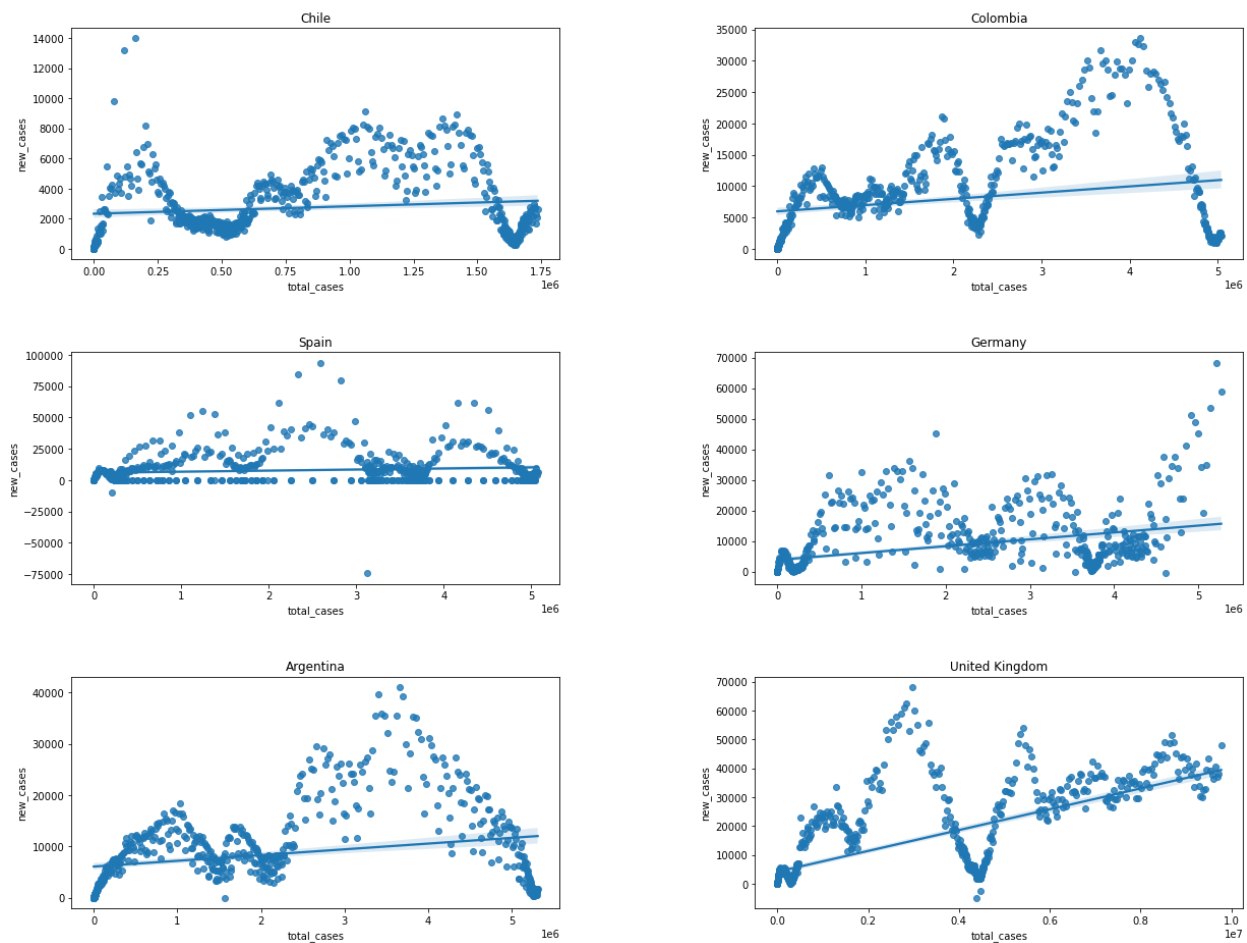 Chile
14000
12000
10000
8000
6000
4000
2000
0
new_cases
0.00 0.25 0.50 0.75 1.00 1.25 1.50 1.75
total_cases
1e6
Colombia
35000
30000
25000
20000
15000
10000
5000
0
new_cases
0 1 2 3 4 5
total_cases
1e6
Spain
100000
75000
50000
25000
0
−25000
−50000
−75000
new_cases
0 1 2 3 4 5
total_cases
1e6
Germany
70000
60000
50000
40000
30000
20000
10000
0
new_cases
0 1 2 3 4 5
total_cases
1e6
Argentina
40000
30000
20000
10000
0
new_cases
0 1 2 3 4 5
total_cases
1e6
United Kingdom
70000
60000
50000
40000
30000
20000
10000
0
new_cases
0.0 0.2 0.4 0.6 0.8 1.0
total_cases
1e7